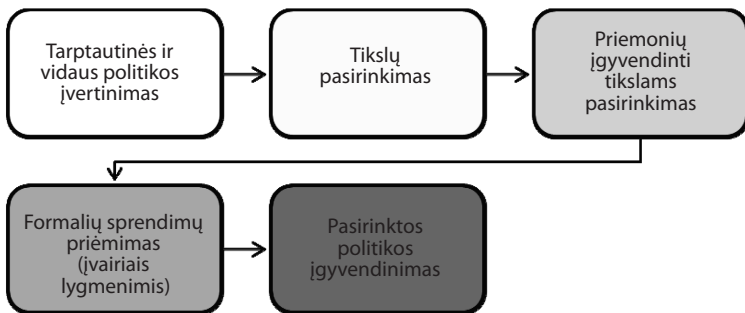 Tarptautinės ir
vidaus politikos
įvertinimas
Tikslų
pasirinkimas
Priemonių
įgyvendinti
tikslams
pasirinkimas
Formalių sprendimų
priėmimas
(įvairiais
lygmenimis)
Pasirinktos
politikos
įgyvendinimas